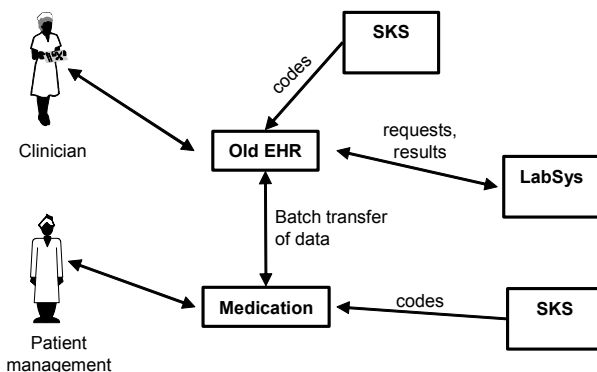 SKS
codes
requests,
results
Clinician
Old EHR
LabSys
Batch transfer
of data
Medication
codes
SKS
Patient
management